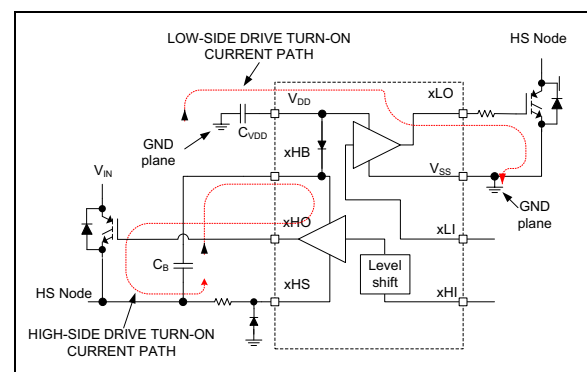 LOW-SIDE DRIVE TURN-ON
CURRENT PATH
HS Node
VDD
xLO
CVDD
GND
plane
xHB
VIN
VSS
GND
plane
xHO
xLI
CB
Level
shift
HS Node
xHS
xHI
HIGH-SIDE DRIVE TURN-ON
CURRENT PATH